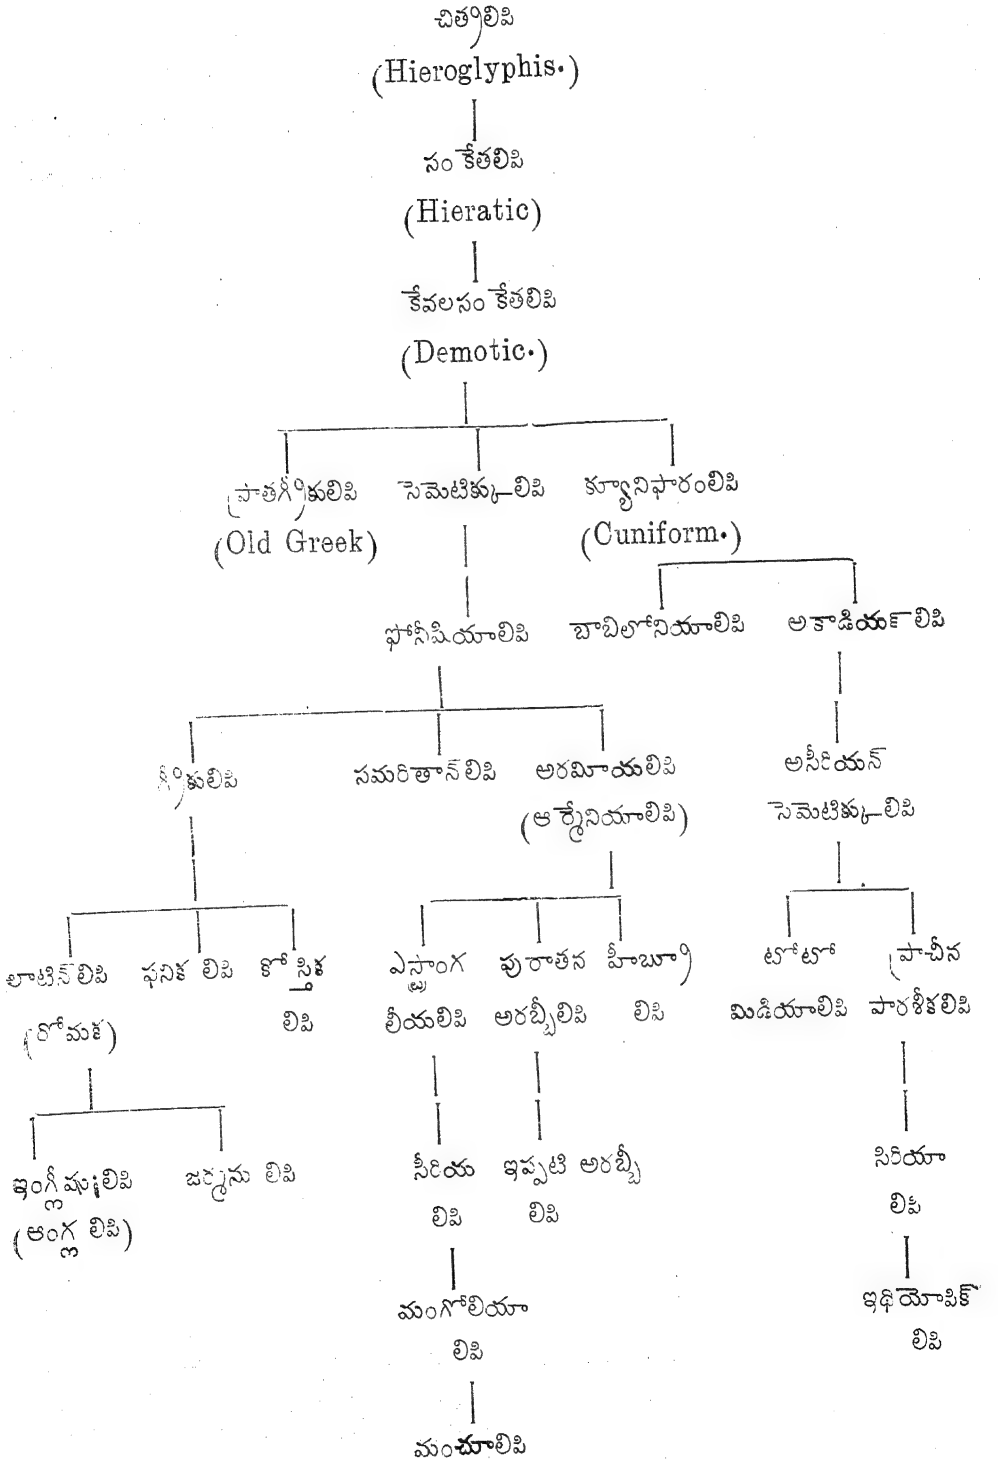 చిత్రలిపి
(Hieroglyphis.)
సంకేతలిపి
(Hieratic)
కేవలసంకేతలిపి
(Demotic.)
ప్రాతగ్రీకులిపి సెమెటిక్కు లిపి క్యూనిఫారంలిపి
(Old Greek) (Cuniform.)
ఫోనీషియాలిపి బాబిలోనియాలిపి అకాడియన్ లిపి
గ్రీకులిపి సమరితాన్ లిపి అరమీయలిపి అసీరియన్
(ఆర్మేనియాలిపి) సెమెటిక్కు లిపి
లాటిన్ లిపి ఫనిక లిపి కోస్తిక ఎస్ట్రాంగ పురాతన హీబ్రూ టోటో ప్రాచీన
(రోమక) లిపి లీయలిపి అరబ్బీలిపి లిపి మిడియాలిపి పారశీకలిపి
ఇంగ్లీషులిపి జర్మను లిపి సీరియ ఇప్పటి అరబ్బీ సిరియా
(ఆంగ్ల లిపి) లిపి లిపి లిపి
మంగోలియా ఇథియోపిక్
లిపి లిపి
మంచూలిపి